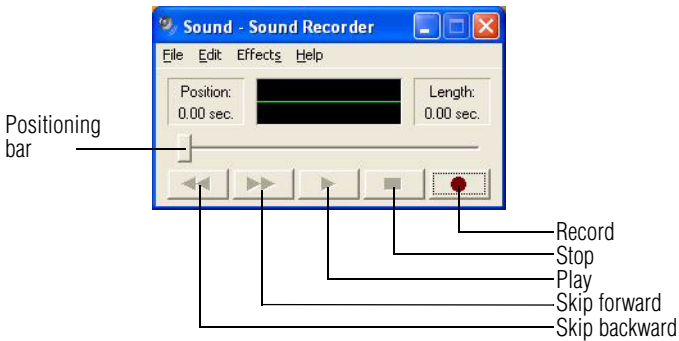 Sound - Sound Recorder
File Edit Effects Help
Position:
0.00 sec.
Length:
0.00 sec.
Positioning
bar
Record
Stop
Play
Skip forward
Skip backward